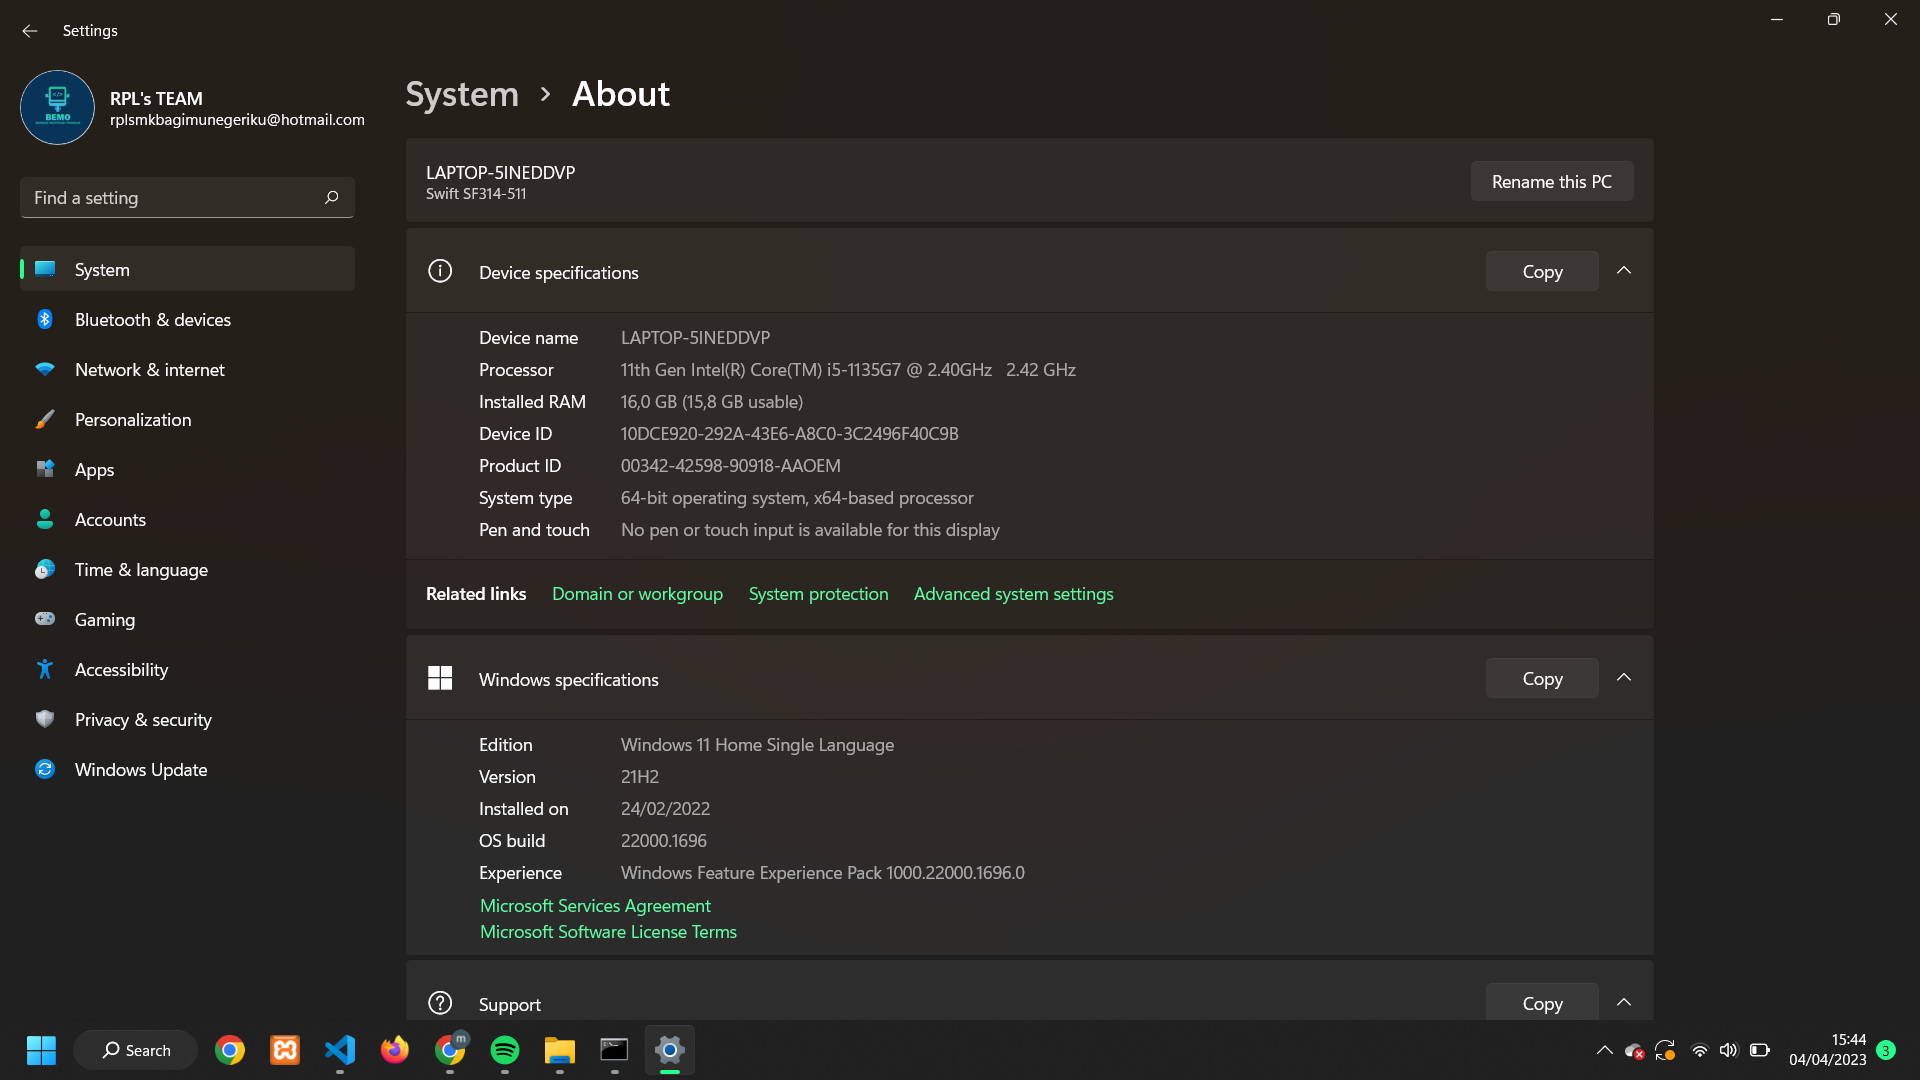 Settings
RPL's TEAM
rplsmkbagimunegeriku@hotmail.com
BEMO
Find a setting
System
Bluetooth & devices
Network & internet
Personalization
Apps
Accounts
Time & language
Gaming
Accessibility
Privacy & security
Windows Update
System > About
LAPTOP-5INEDDVP
Swift SF314-511
Rename this PC
Device specifications
Copy
Device name LAPTOP-5INEDDVP
Processor 11th Gen Intel(R) Core(TM) i5-1135G7 @ 2.40GHz 2.42 GHz
Installed RAM 16,0 GB (15,8 GB usable)
Device ID 10DCE920-292A-43E6-A8C0-3C2496F40C9B
Product ID 00342-42598-90918-AAOEM
System type 64-bit operating system, x64-based processor
Pen and touch No pen or touch input is available for this display
Related links Domain or workgroup System protection Advanced system settings
Windows specifications
Copy
Edition Windows 11 Home Single Language
Version 21H2
Installed on 24/02/2022
OS build 22000.1696
Experience Windows Feature Experience Pack 1000.22000.1696.0
Microsoft Services Agreement
Microsoft Software License Terms
Support
Copy
Search
m
15:44
04/04/2023
3